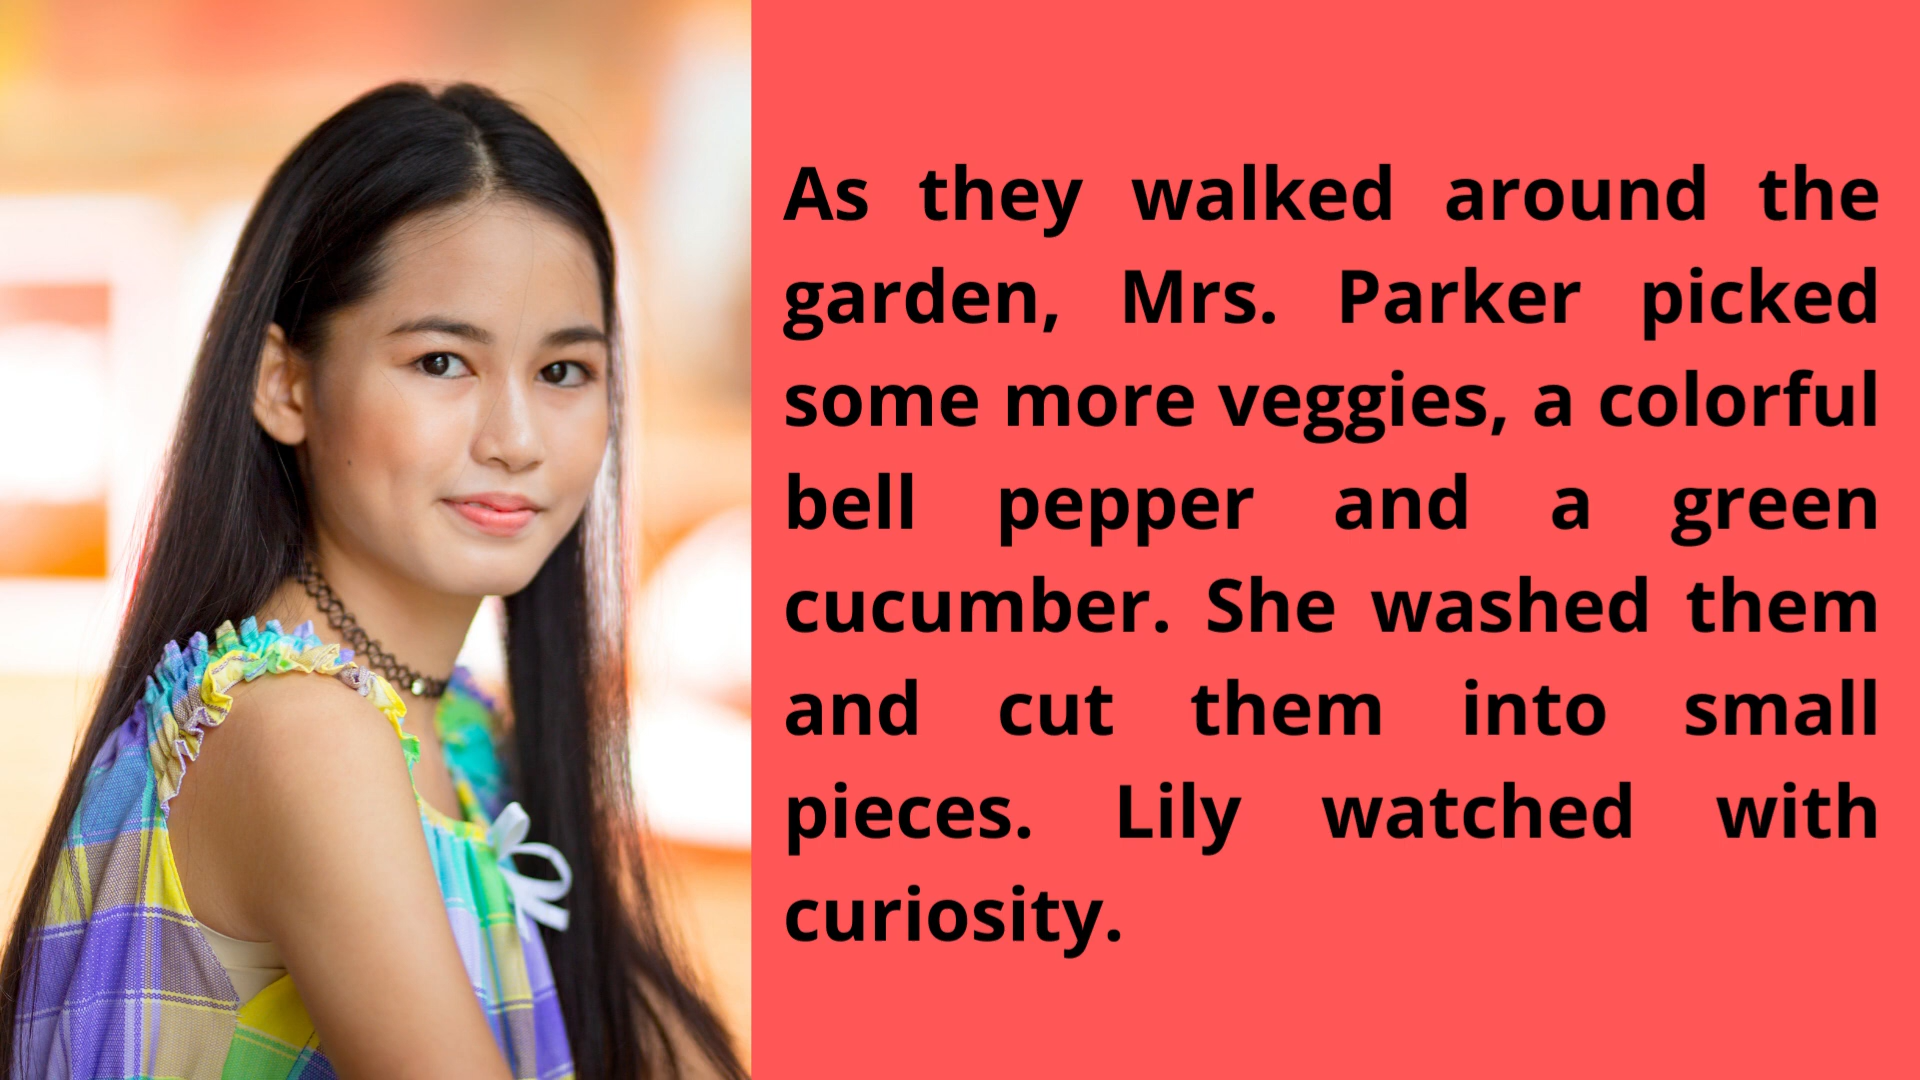 As they walked around the
garden, Mrs. Parker picked
some more veggies, a colorful
bell pepper and a green
cucumber. She washed them
and cut them into small
pieces. Lily watched with
curiosity.